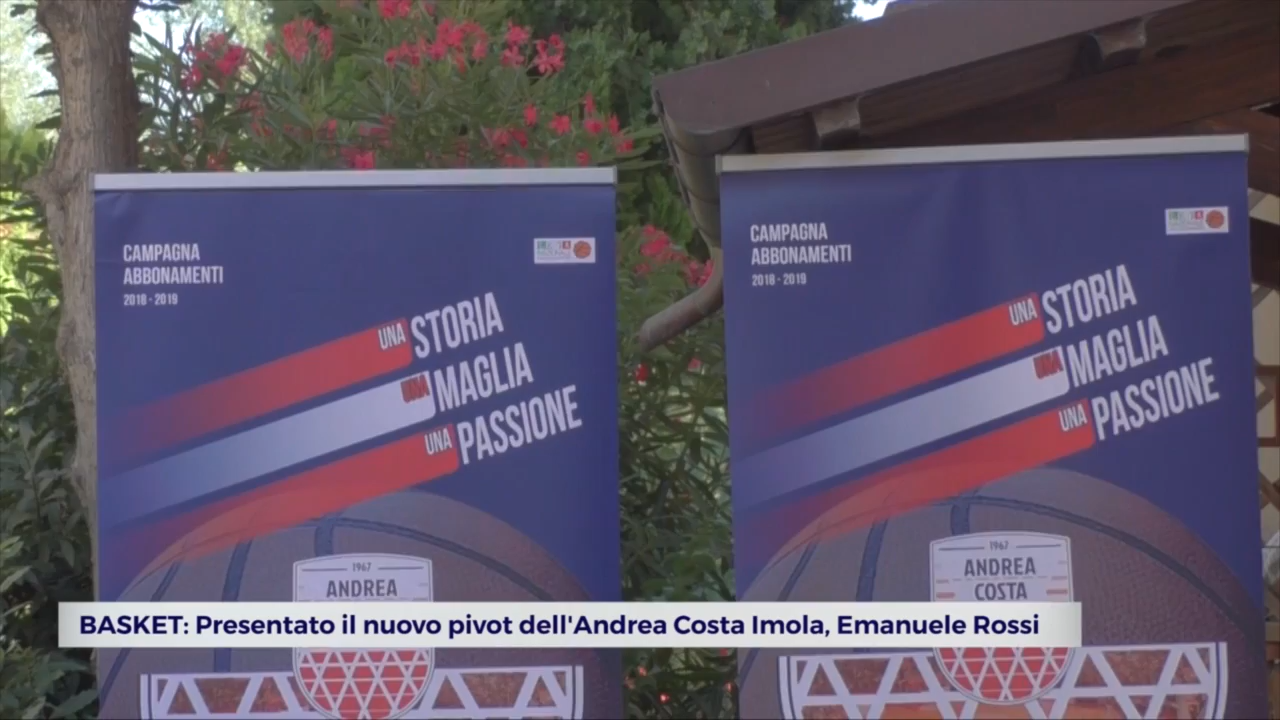 CAMPAGNA
ABBONAMENTI
2018 - 2019
UNA STORIA
UNA MAGLIA
UNA PASSIONE
1967
ANDREA
CAMPAGNA
ABBONAMENTI
2018 - 2019
UNA STORIA
UNA MAGLIA
UNA PASSIONE
1967
ANDREA
COSTA
BASKET: Presentato il nuovo pivot dell'Andrea Costa Imola, Emanuele Rossi